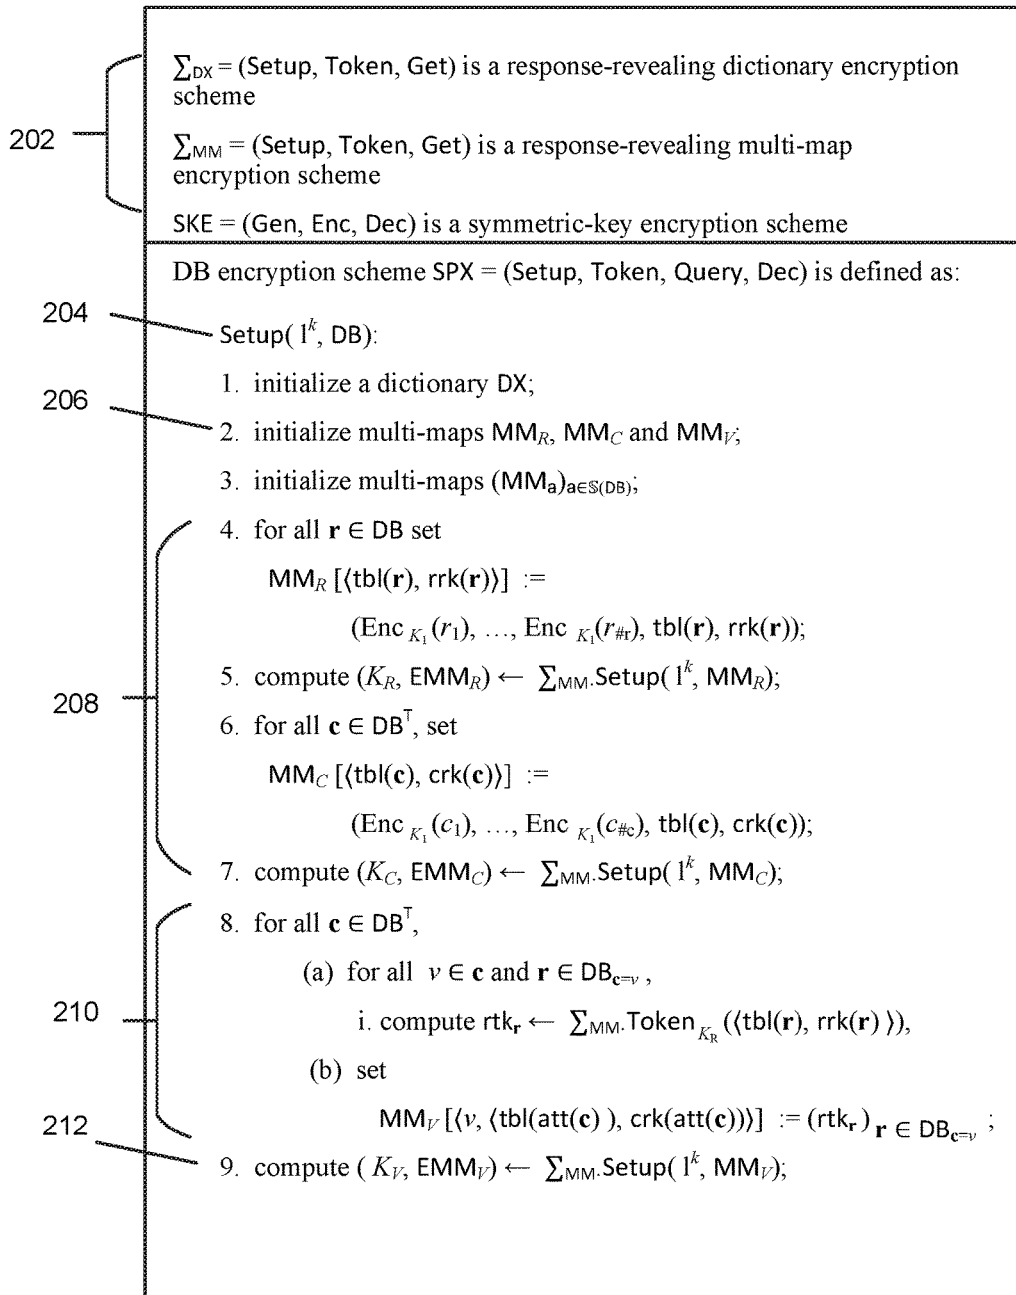 ∑DX = (Setup, Token, Get) is a response-revealing dictionary encryption
scheme
202
∑MM = (Setup, Token, Get) is a response-revealing multi-map
encryption scheme
SKE = (Gen, Enc, Dec) is a symmetric-key encryption scheme
DB encryption scheme SPX = (Setup, Token, Query, Dec) is defined as:
204
Setup( 1^k, DB):
1. initialize a dictionary DX;
206
2. initialize multi-maps MM_R, MM_C and MM_V;
3. initialize multi-maps (MM_a)_a∈𝕊(DB);
4. for all r ∈ DB set
MM_R [⟨tbl(r), rrk(r)⟩] :=
(Enc_K₁(r₁), …, Enc_K₁(r_#r), tbl(r), rrk(r));
208
5. compute (K_R, EMM_R) ← ∑MM.Setup( 1^k, MM_R);
6. for all c ∈ DB^T, set
MM_C [⟨tbl(c), crk(c)⟩] :=
(Enc_K₁(c₁), …, Enc_K₁(c_#c), tbl(c), crk(c));
7. compute (K_C, EMM_C) ← ∑MM.Setup( 1^k, MM_C);
8. for all c ∈ DB^T,
(a) for all v ∈ c and r ∈ DB_c=v,
210
i. compute rtk_r ← ∑MM.Token_K_R (⟨tbl(r), rrk(r) ⟩),
(b) set
MM_V [⟨v, ⟨tbl(att(c) ), crk(att(c))⟩] := (rtk_r)_r ∈ DB_c=v ;
212
9. compute ( K_V, EMM_V) ← ∑MM.Setup( 1^k, MM_V);